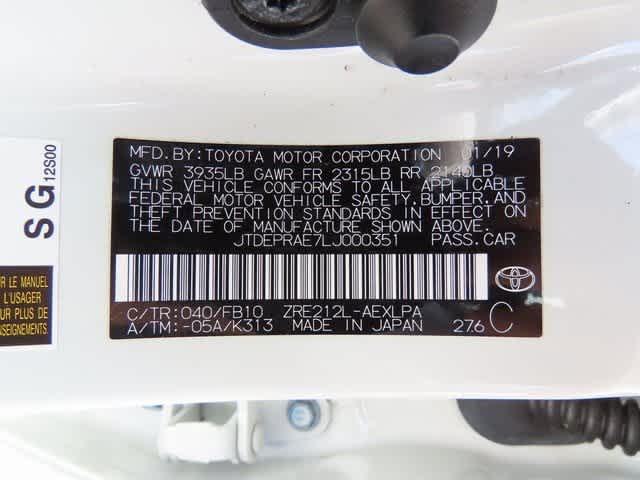 SG 12S00
R LE MANUEL
L'USAGER
UR PLUS DE
MFD.BY:TOYOTA MOTOR CORPORATION 01/19
GVWR 3935LB GAWR FR 2315LB RR 2140LB
THIS VEHICLE CONFORMS TO ALL APPLICABLE
FEDERAL MOTOR VEHICLE SAFETY,BUMPER,AND
THEFT PREVENTION STANDARDS IN EFFECT ON
THE DATE OF MANUFACTURE SHOWN ABOVE.
JTDEPRAE7LJ000351 PASS.CAR
C/TR:040/FB10 ZRE212L-AEXLPA
A/TM:-05A/K313 MADE IN JAPAN 27.6 C